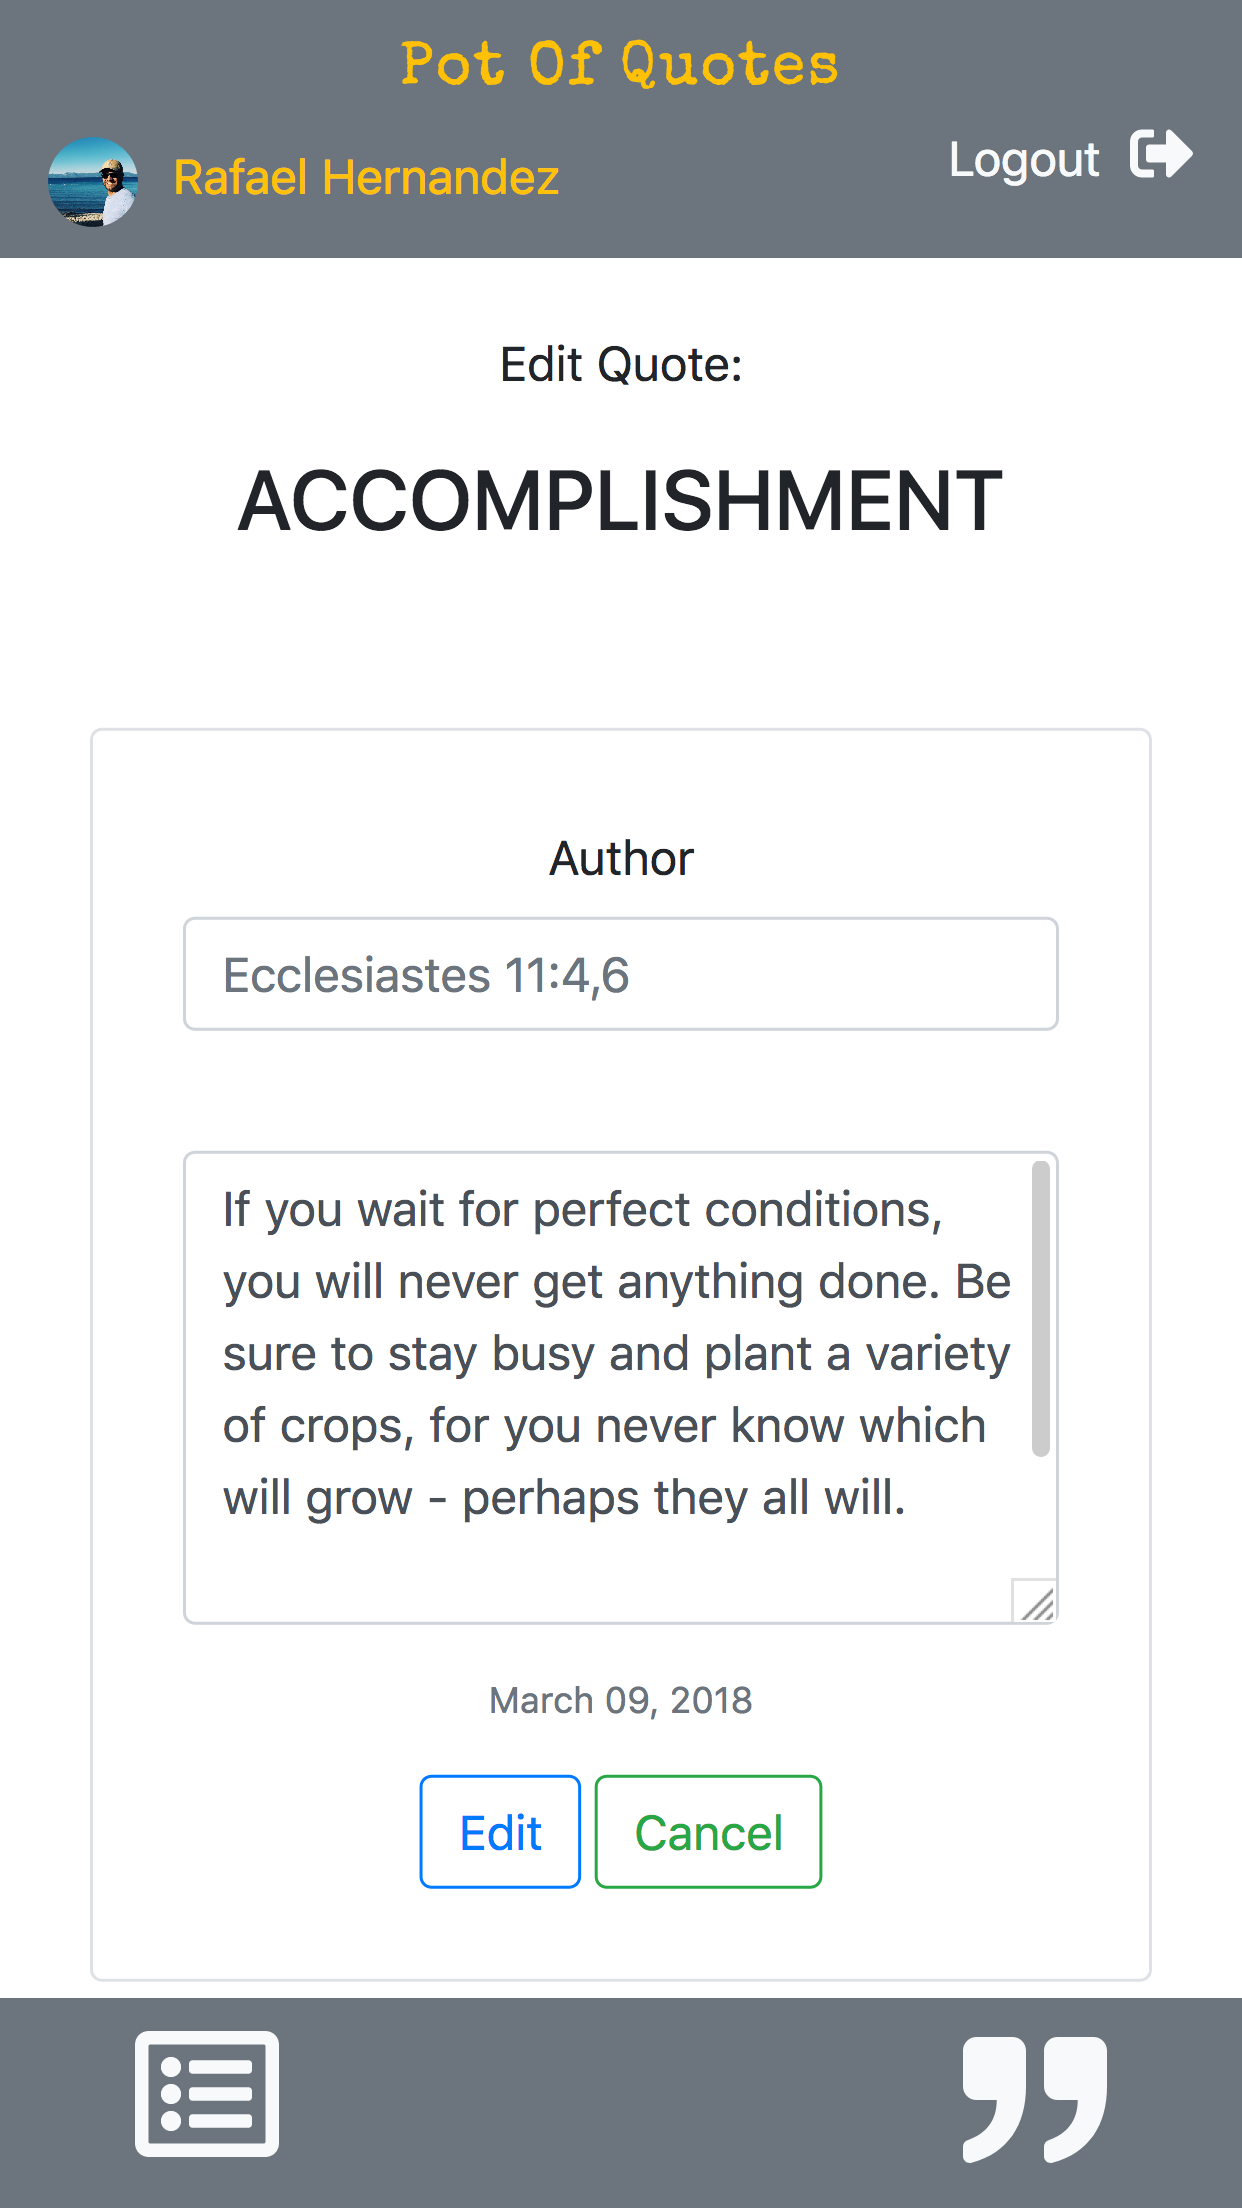 Pot Of Quotes
Rafael Hernandez
Logout
Edit Quote:
ACCOMPLISHMENT
Author
Ecclesiastes 11:4,6
If you wait for perfect conditions,
you will never get anything done. Be
sure to stay busy and plant a variety
of crops, for you never know which
will grow - perhaps they all will.
March 09, 2018
Edit
Cancel